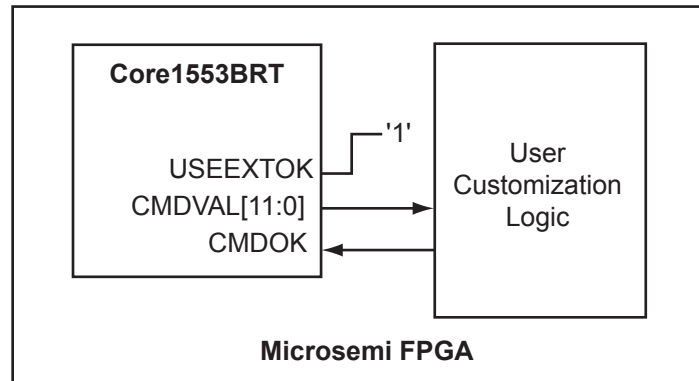 Core1553BRT
USEEXTOK
'1'
CMDVAL[11:0]
CMDOK
User
Customization
Logic
Microsemi FPGA